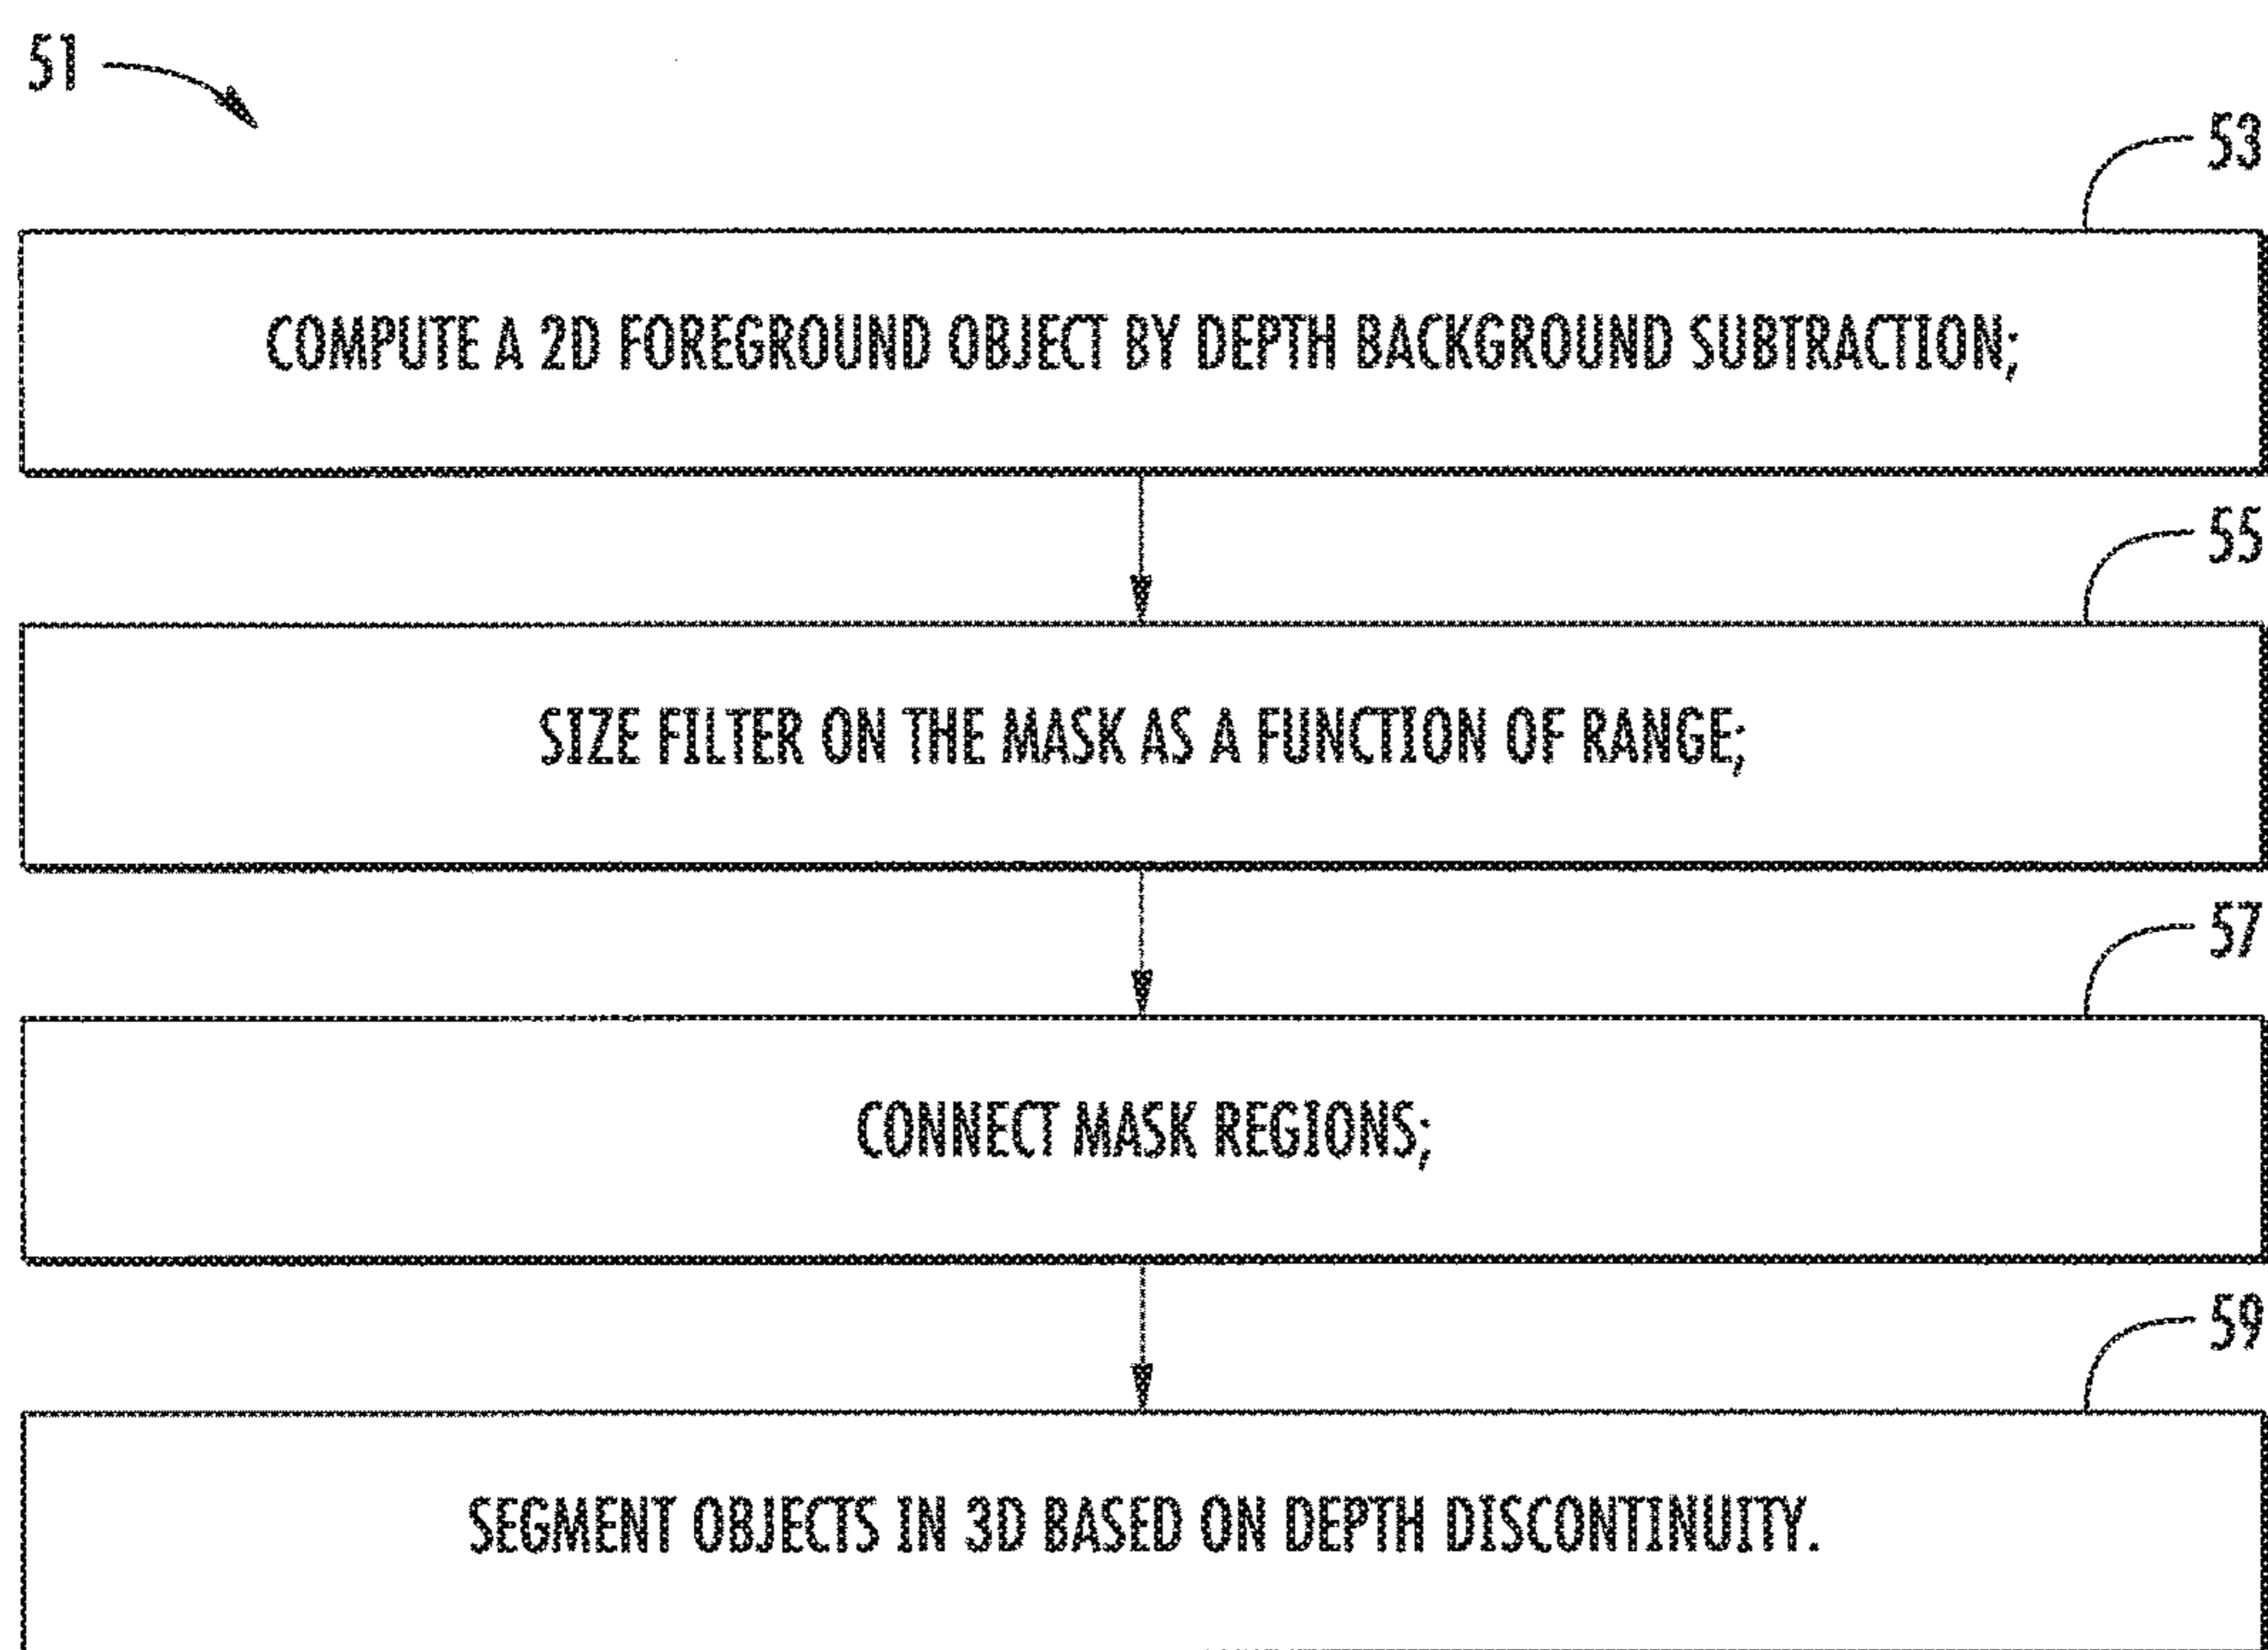 51
53
COMPUTE A 2D FOREGROUND OBJECT BY DEPTH BACKGROUND SUBTRACTION;
55
SIZE FILTER ON THE MASK AS A FUNCTION OF RANGE;
57
CONNECT MASK REGIONS;
59
SEGMENT OBJECTS IN 3D BASED ON DEPTH DISCONTINUITY.